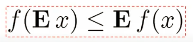 f(𝐄 x) ≤ 𝐄 f(x)